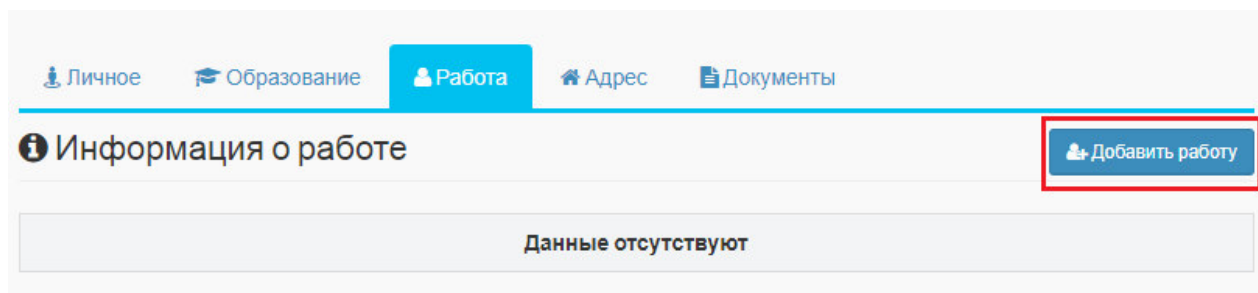 Личное Образование Работа Адрес Документы
Информация о работе
Добавить работу
Данные отсутствуют